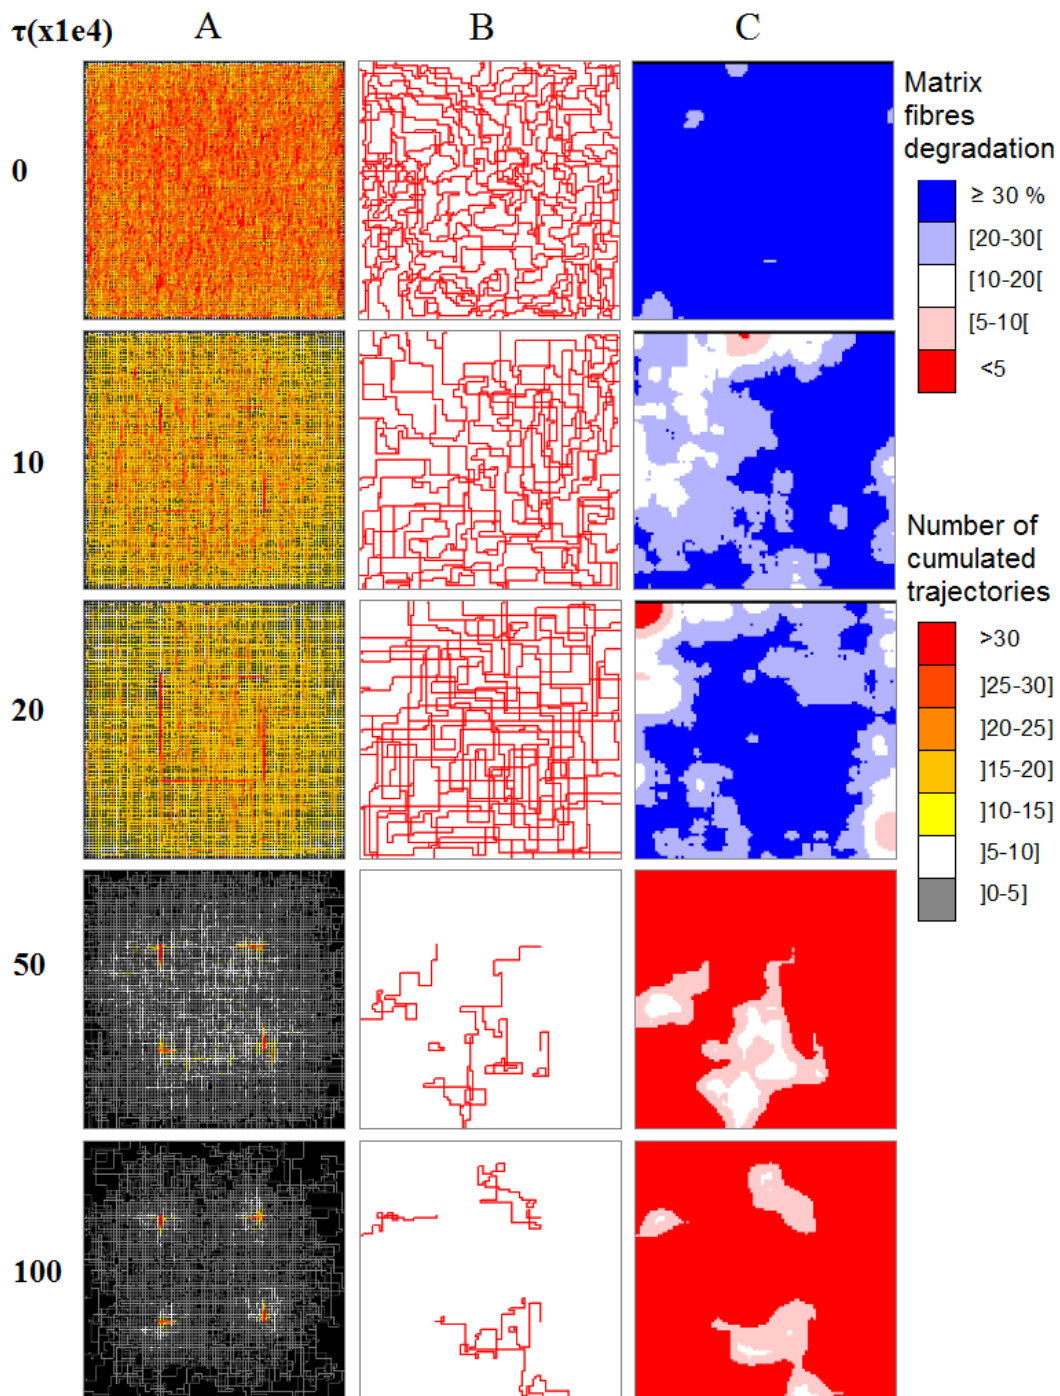 τ(x1e4) A B C
0
10
20
50
100
Matrix
fibres
degradation
≥ 30 %
[20-30[
[10-20[
[5-10[
<5
Number of
cumulated
trajectories
>30
]25-30]
]20-25]
]15-20]
]10-15]
]5-10]
]0-5]